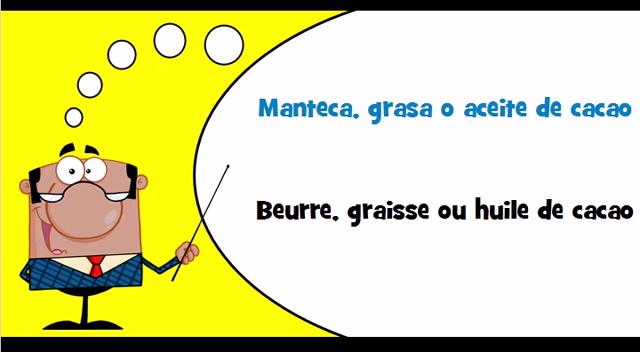 Manteca, grasa o aceite de cacao
Beurre, graisse ou huile de cacao